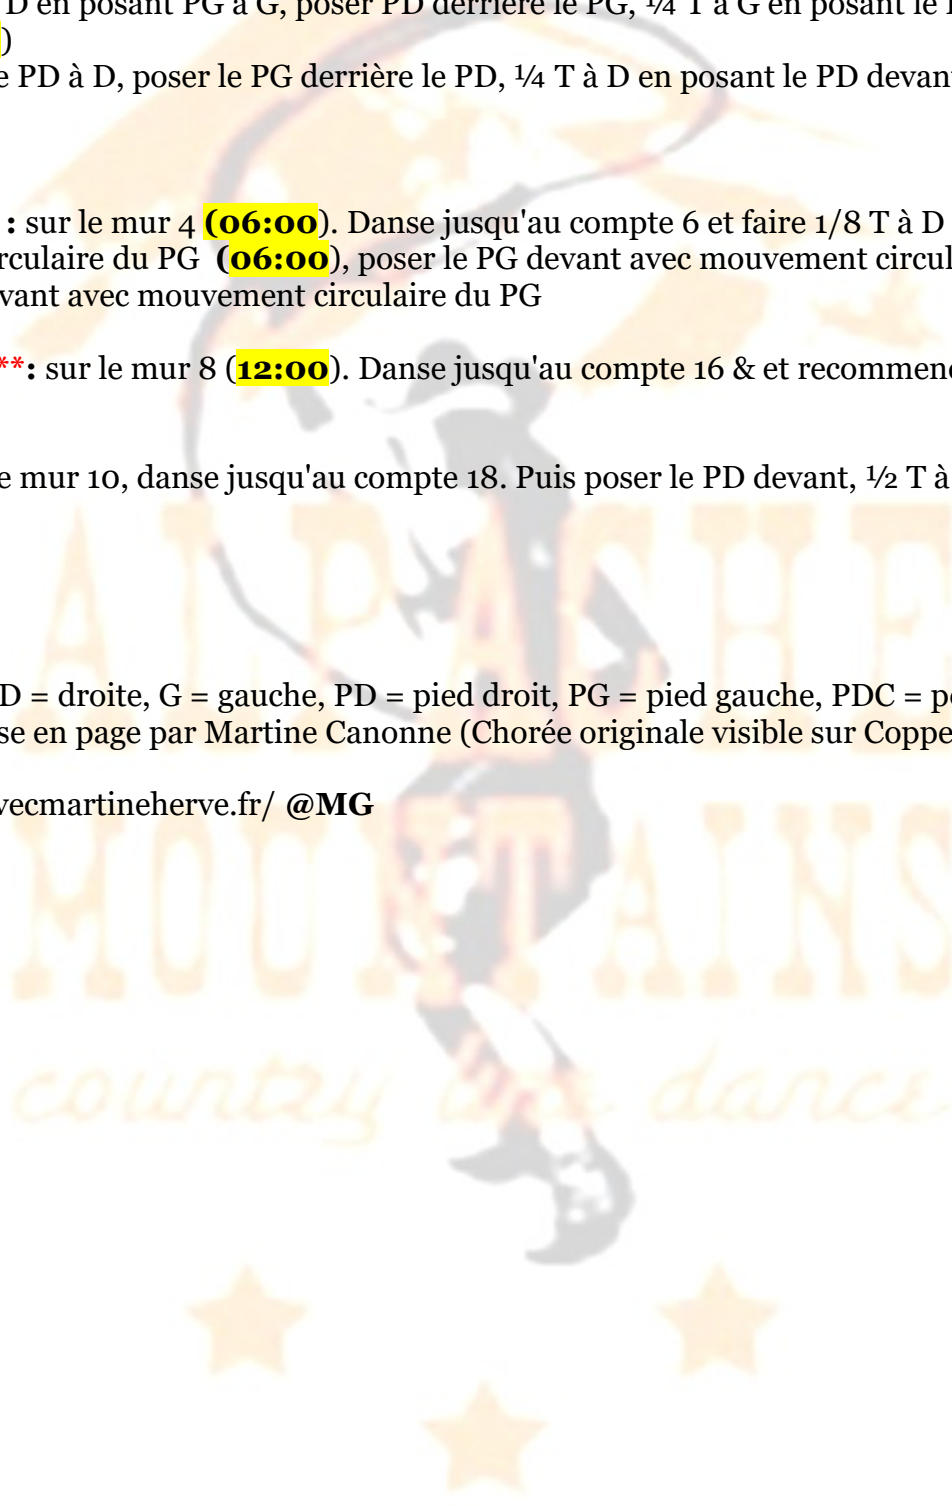 D en posant PG à G, poser PD derrière le PG, ¼ T à G en posant le
)
PD à D, poser le PG derrière le PD, ¼ T à D en posant le PD devant
: sur le mur 4 (06:00). Danse jusqu'au compte 6 et faire 1/8 T à D
rculaire du PG (06:00), poser le PG devant avec mouvement circul
vant avec mouvement circulaire du PG
**: sur le mur 8 (12:00). Danse jusqu'au compte 16 & et recommenc
e mur 10, danse jusqu'au compte 18. Puis poser le PD devant, ½ T à
ALPACHE
D = droite, G = gauche, PD = pied droit, PG = pied gauche, PDC = p
se en page par Martine Canonne (Chorée originale visible sur Coppe
vecmartineherve.fr/ @MG
MOUNTAINS
country line dance